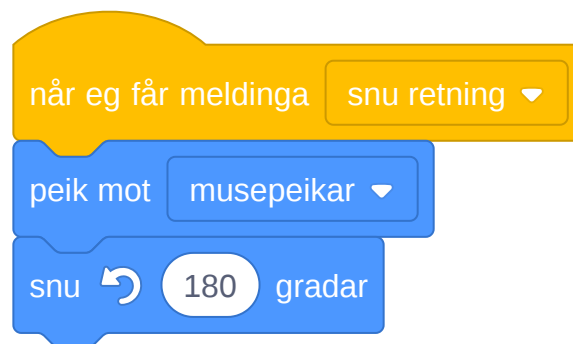 når eg får meldinga snu retning
peik mot musepeikar
snu 180 gradar